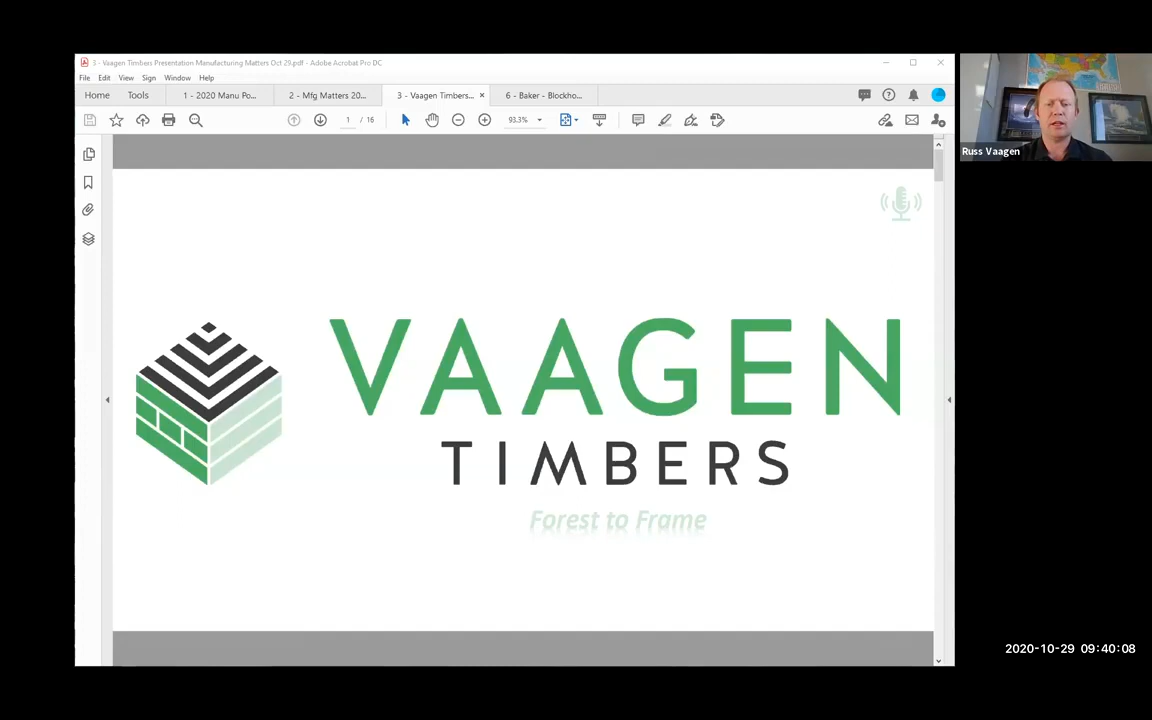 3 - Vaagen Timbers Presentation Manufacturing Matters Oct 29.pdf - Adobe Acrobat Pro DC
File Edit View Sign Window Help
Home Tools 1 - 2020 Manu Po... 2 - Mfg Matters 20... 3 - Vaagen Timbers... × 6 - Baker - Blockho...
1 / 16 93.3%
Russ Vaagen
VAAGEN
TIMBERS
Forest to Frame
2020-10-29 09:40:08